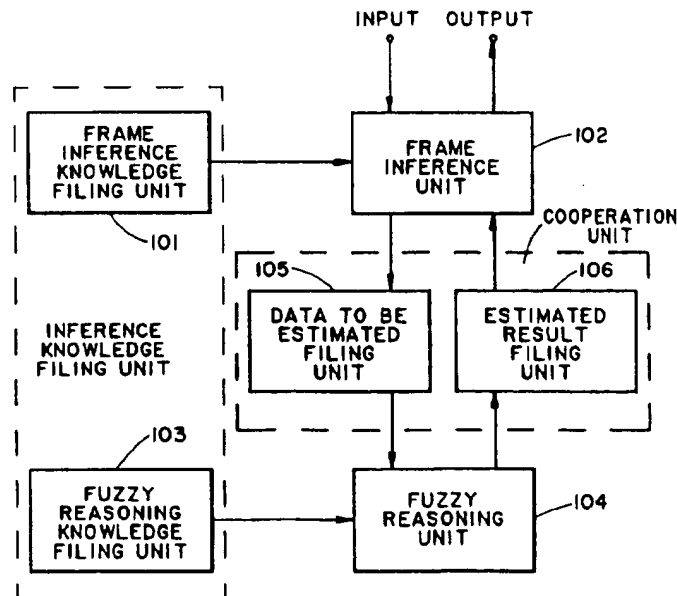 INPUT OUTPUT
FRAME
INFERENCE
KNOWLEDGE
FILING UNIT
101
FRAME
INFERENCE
UNIT
102
COOPERATION
UNIT
105
DATA TO BE
ESTIMATED
FILING
UNIT
106
ESTIMATED
RESULT
FILING
UNIT
INFERENCE
KNOWLEDGE
FILING UNIT
103
FUZZY
REASONING
KNOWLEDGE
FILING UNIT
FUZZY
REASONING
UNIT
104